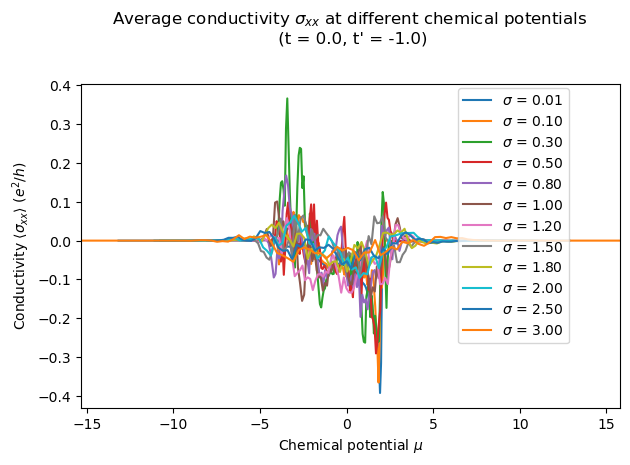 Average conductivity σxx at different chemical potentials
(t = 0.0, t' = -1.0)
Conductivity ⟨σxx⟩ (e²/h)
0.4
0.3
0.2
0.1
0.0
−0.1
−0.2
−0.3
−0.4
σ = 0.01
σ = 0.10
σ = 0.30
σ = 0.50
σ = 0.80
σ = 1.00
σ = 1.20
σ = 1.50
σ = 1.80
σ = 2.00
σ = 2.50
σ = 3.00
−15 −10 −5 0 5 10 15
Chemical potential μ